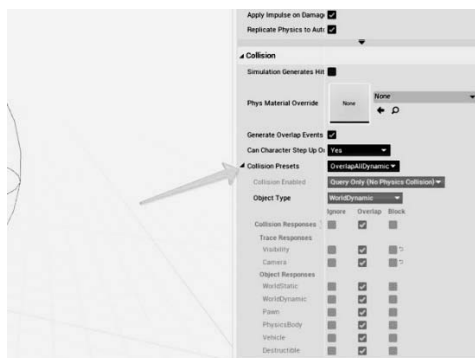 Apply Impulse on Damag
Replicate Physics to Auto
Collision
Simulation Generates Hit
Phys Material Override
None
None
Generate Overlap Events
Can Character Step Up O
Yes
Collision Presets
OverlapAllDynamic
Collision Enabled
Query Only (No Physics Collision)
Object Type
WorldDynamic
Ignore Overlap Block
Collision Responses
Trace Responses
Visibility
Camera
Object Responses
WorldStatic
WorldDynamic
Pawn
PhysicsBody
Vehicle
Destructible